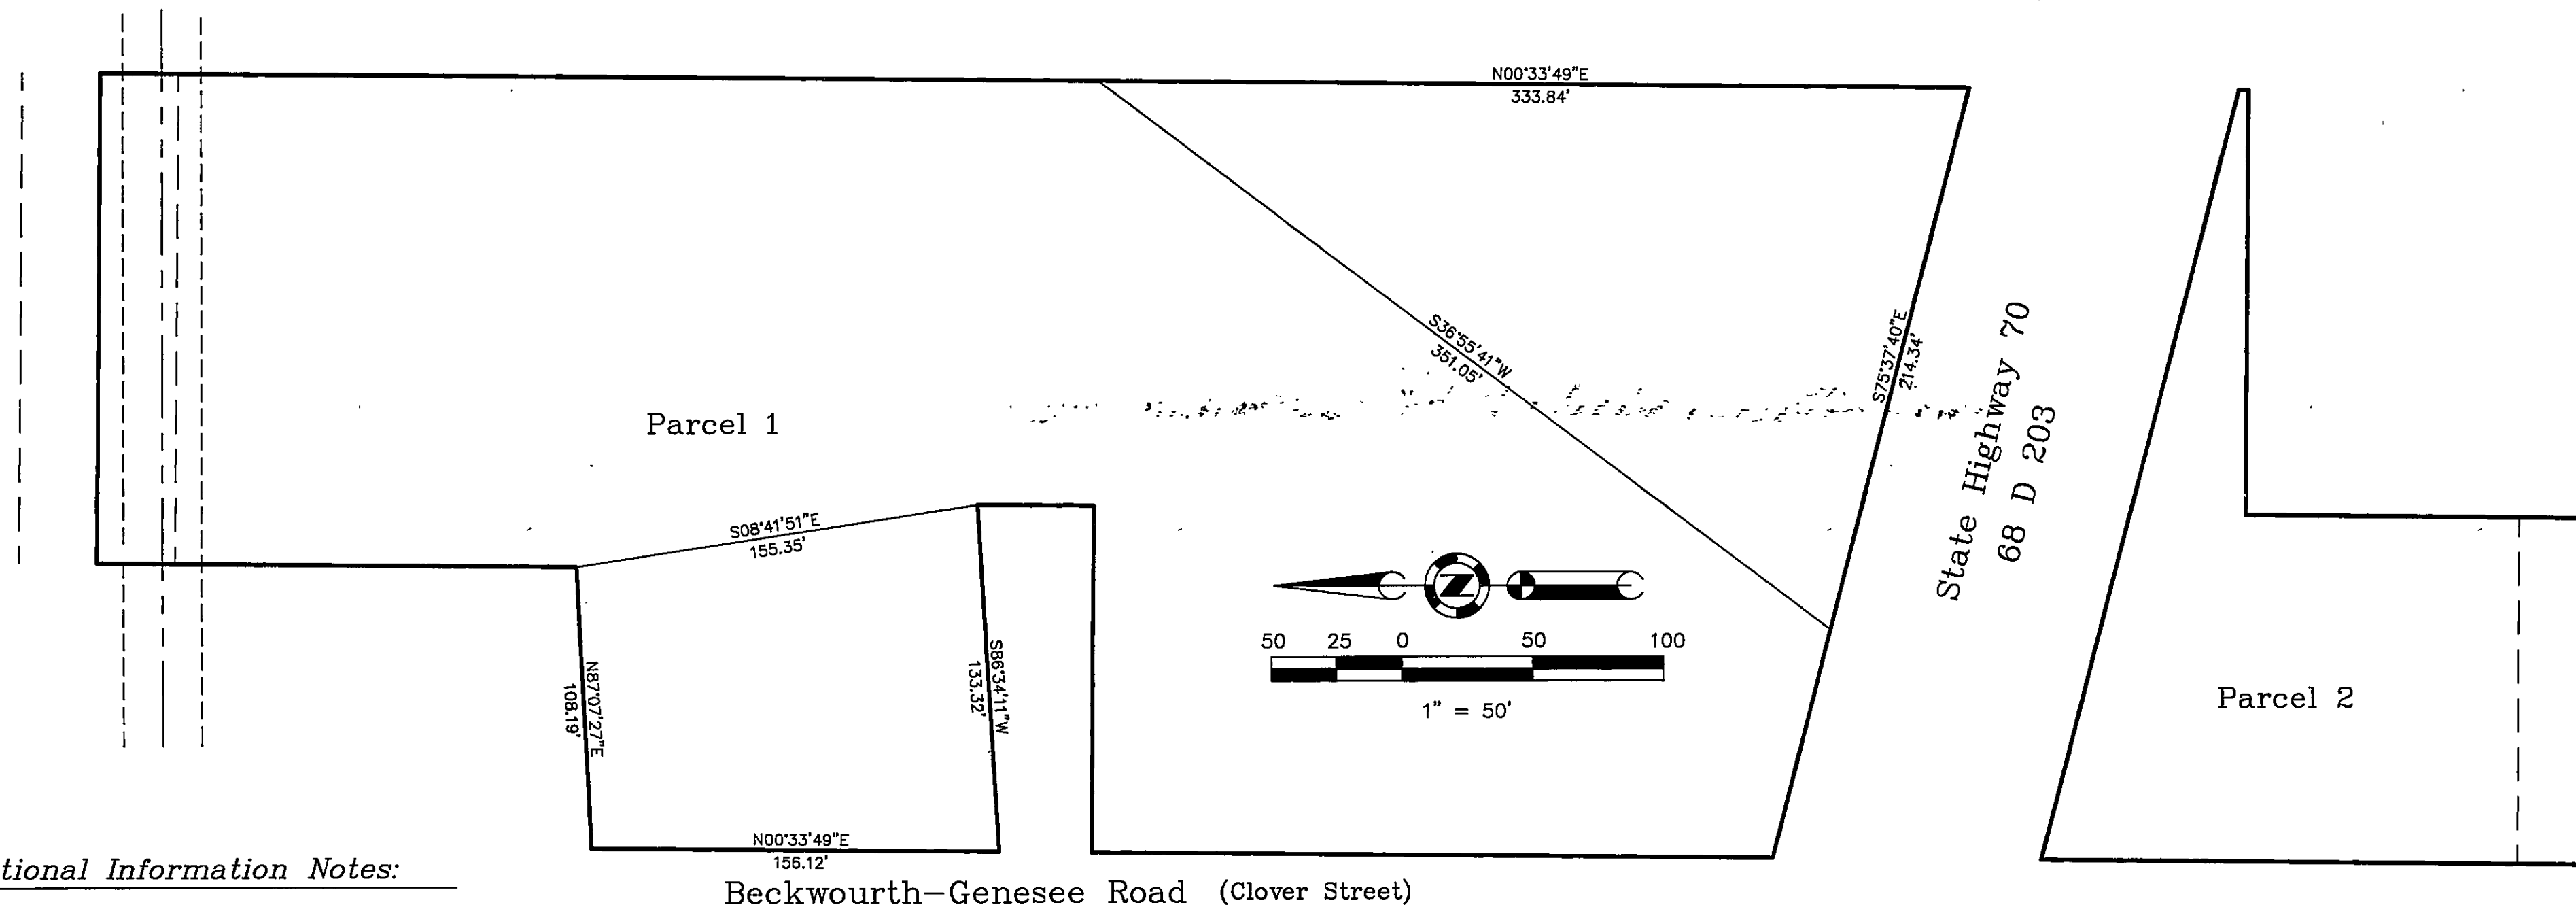 N00°33'49"E
333.84'
S36°55'41"W
351.05'
S75°37'40"E
214.34'
State Highway 70
68 D 203
Parcel 1
S08°41'51"E
155.35'
N87°07'27"E
108.19'
S86°34'11"W
133.32'
N00°33'49"E
156.12'
Z
50 25 0 50 100
1" = 50'
Parcel 2
tional Information Notes:
Beckwourth-Genesee Road (Clover Street)